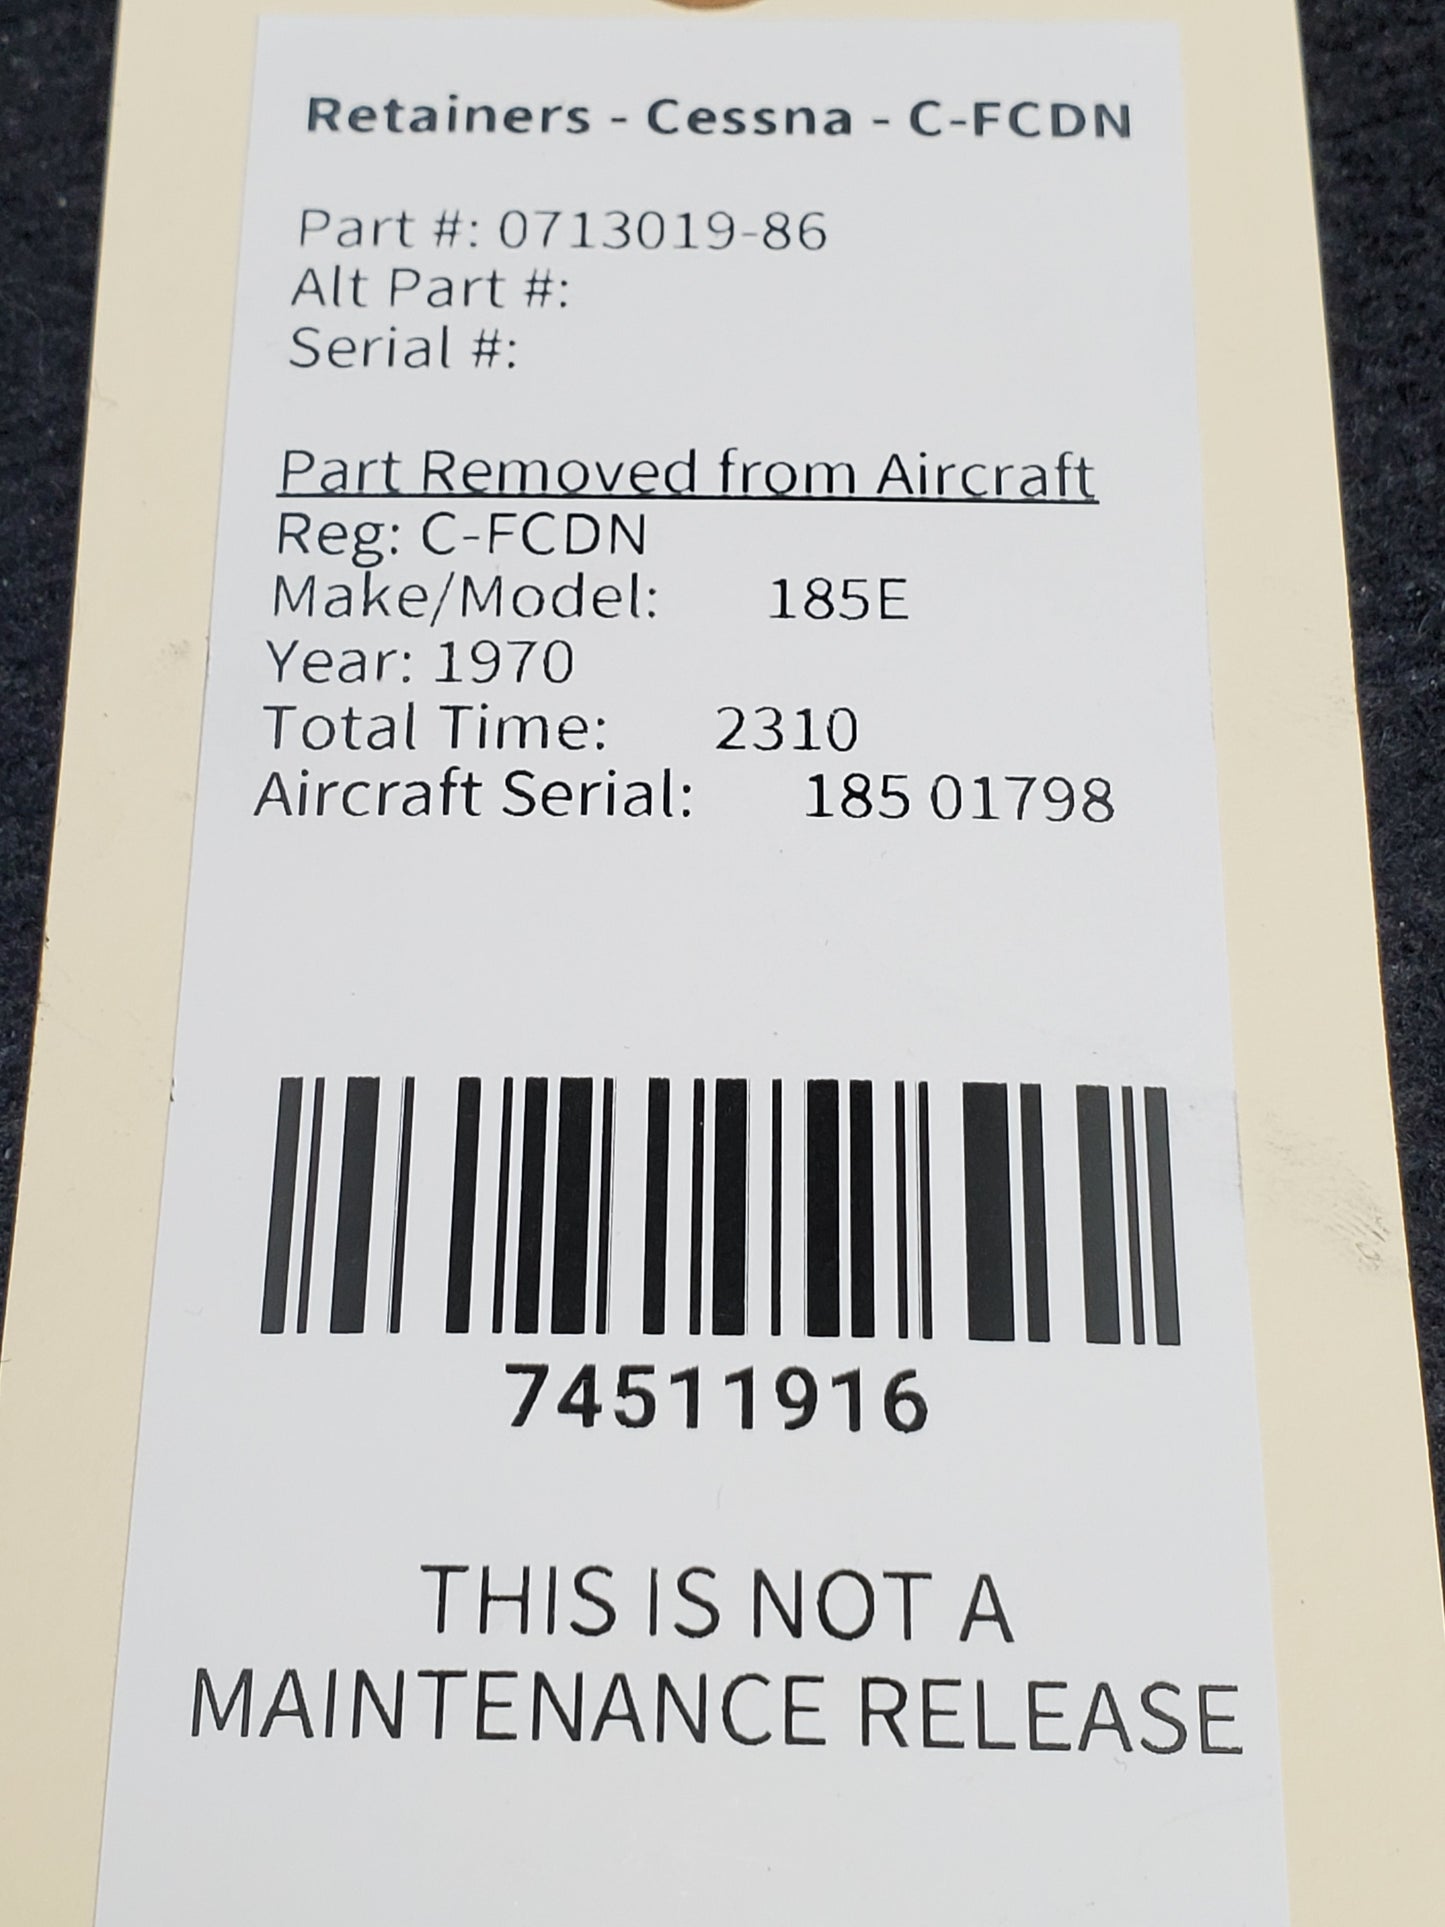 Retainers - Cessna - C-FCDN
Part #: 0713019-86
Alt Part #:
Serial #:
Part Removed from Aircraft
Reg: C-FCDN
Make/Model: 185E
Year: 1970
Total Time: 2310
Aircraft Serial: 185 01798
74511916
THIS IS NOT A
MAINTENANCE RELEASE